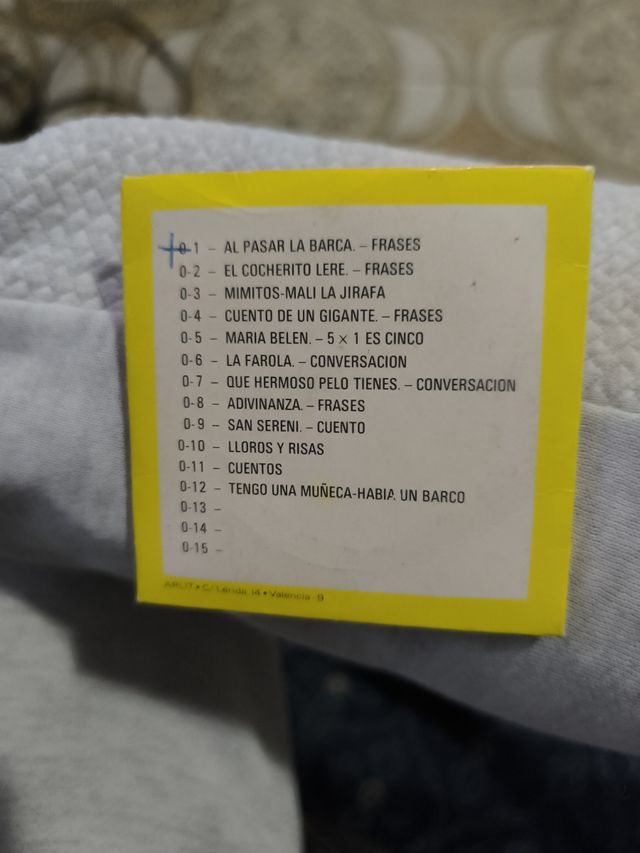 0-1 – AL PASAR LA BARCA. – FRASES
0-2 – EL COCHERITO LERE. – FRASES
0-3 – MIMITOS-MALI LA JIRAFA
0-4 – CUENTO DE UN GIGANTE. – FRASES
0-5 – MARIA BELEN. – 5 × 1 ES CINCO
0-6 – LA FAROLA. – CONVERSACION
0-7 – QUE HERMOSO PELO TIENES. – CONVERSACION
0-8 – ADIVINANZA. – FRASES
0-9 – SAN SERENI. – CUENTO
0-10 – LLOROS Y RISAS
0-11 – CUENTOS
0-12 – TENGO UNA MUÑECA-HABIA. UN BARCO
0-13 –
0-14 –
0-15 –
ARLIT • C/ Lérida, 14 • Valencia - 9